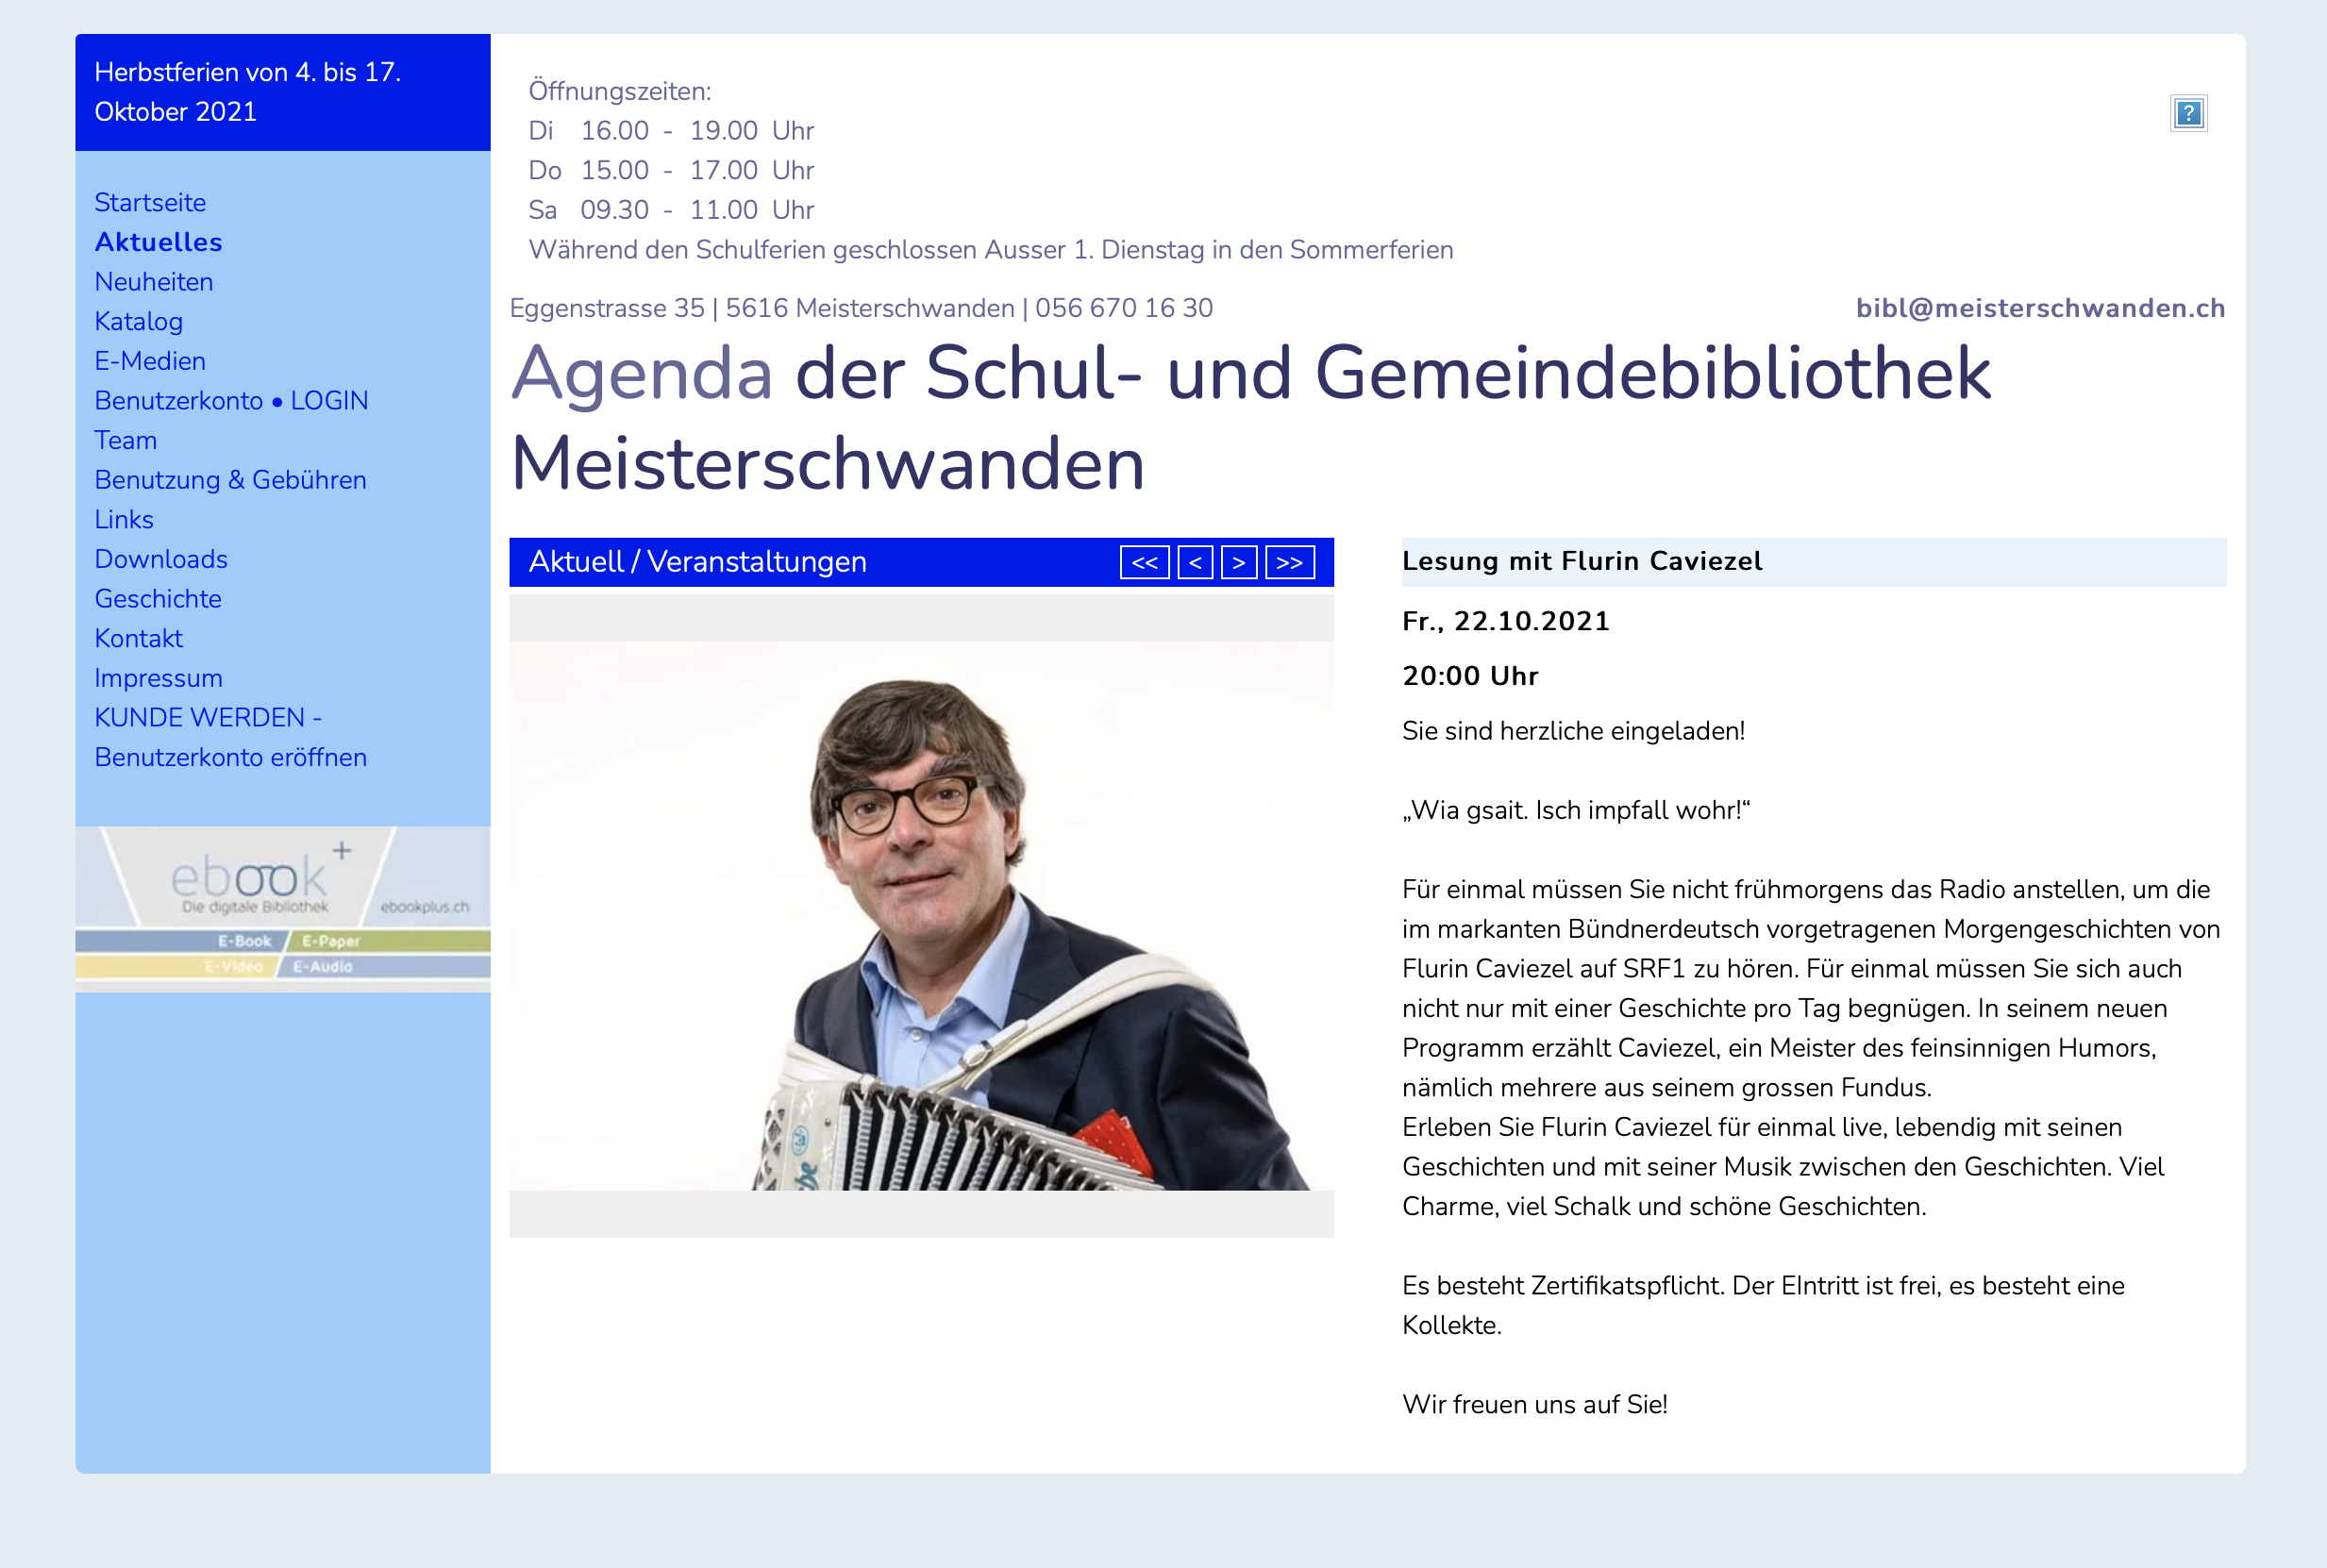 Herbstferien von 4. bis 17.
Oktober 2021
Startseite
Aktuelles
Neuheiten
Katalog
E-Medien
Benutzerkonto • LOGIN
Team
Benutzung & Gebühren
Links
Downloads
Geschichte
Kontakt
Impressum
KUNDE WERDEN -
Benutzerkonto eröffnen
ebook+
Die digitale Bibliothek
ebookplus.ch
E-Book / E-Paper
E-Video / E-Audio
Öffnungszeiten:
Di 16.00 - 19.00 Uhr
Do 15.00 - 17.00 Uhr
Sa 09.30 - 11.00 Uhr
Während den Schulferien geschlossen Ausser 1. Dienstag in den Sommerferien
?
Eggenstrasse 35 | 5616 Meisterschwanden | 056 670 16 30
bibl@meisterschwanden.ch
Agenda der Schul- und Gemeindebibliothek
Meisterschwanden
Aktuell / Veranstaltungen
<< < > >>
Lesung mit Flurin Caviezel
Fr., 22.10.2021
20:00 Uhr
Sie sind herzliche eingeladen!
„Wia gsait. Isch impfall wohr!“
Für einmal müssen Sie nicht frühmorgens das Radio anstellen, um die
im markanten Bündnerdeutsch vorgetragenen Morgengeschichten von
Flurin Caviezel auf SRF1 zu hören. Für einmal müssen Sie sich auch
nicht nur mit einer Geschichte pro Tag begnügen. In seinem neuen
Programm erzählt Caviezel, ein Meister des feinsinnigen Humors,
nämlich mehrere aus seinem grossen Fundus.
Erleben Sie Flurin Caviezel für einmal live, lebendig mit seinen
Geschichten und mit seiner Musik zwischen den Geschichten. Viel
Charme, viel Schalk und schöne Geschichten.
Es besteht Zertifikatspflicht. Der EIntritt ist frei, es besteht eine
Kollekte.
Wir freuen uns auf Sie!